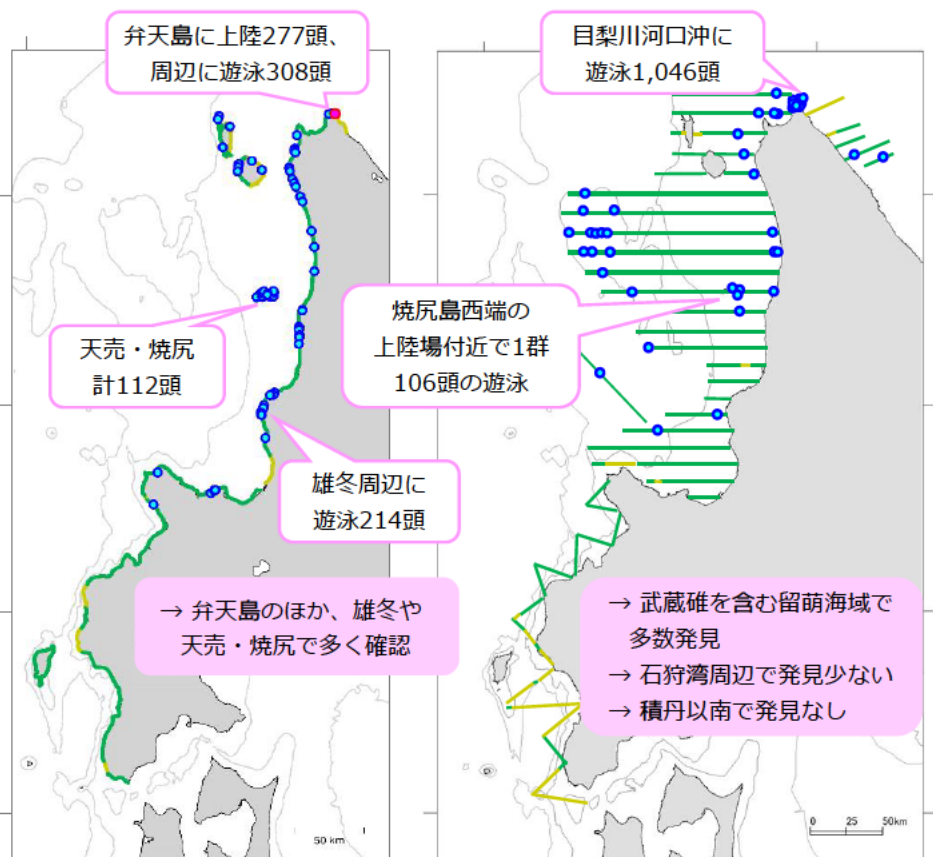 弁天島に上陸277頭、
周辺に遊泳308頭
天売・焼尻
計112頭
雄冬周辺に
遊泳214頭
→ 弁天島のほか、雄冬や
天売・焼尻で多く確認
50 km
目梨川河口沖に
遊泳1,046頭
焼尻島西端の
上陸場付近で1群
106頭の遊泳
→ 武蔵碓を含む留萌海域で
多数発見
→ 石狩湾周辺で発見少ない
→ 積丹以南で発見なし
0 25 50km